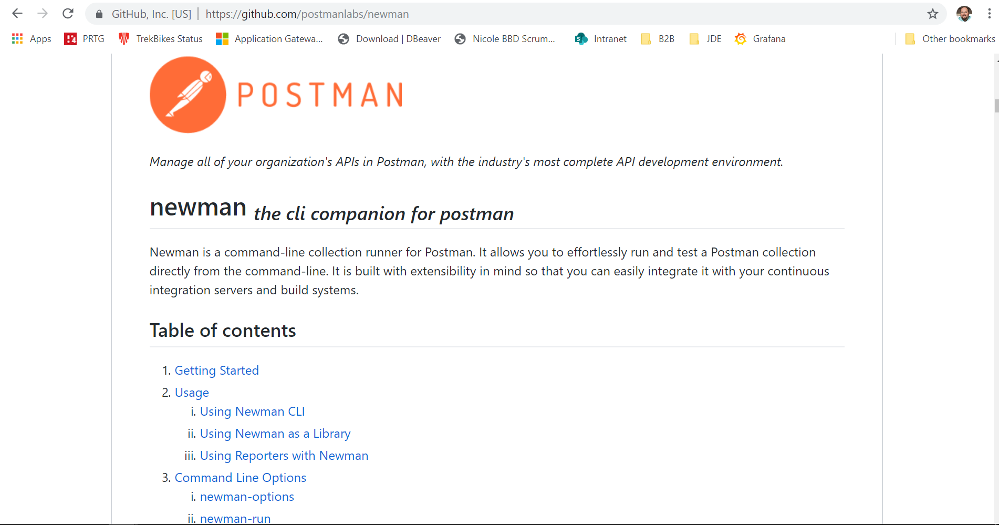 GitHub, Inc. [US] | https://github.com/postmanlabs/newman
Apps PRTG TrekBikes Status Application Gatewa... Download | DBeaver Nicole BBD Scrum... Intranet B2B JDE Grafana Other bookmarks
POSTMAN
Manage all of your organization's APIs in Postman, with the industry's most complete API development environment.
newman the cli companion for postman
Newman is a command-line collection runner for Postman. It allows you to effortlessly run and test a Postman collection
directly from the command-line. It is built with extensibility in mind so that you can easily integrate it with your continuous
integration servers and build systems.
Table of contents
1. Getting Started
2. Usage
i. Using Newman CLI
ii. Using Newman as a Library
iii. Using Reporters with Newman
3. Command Line Options
i. newman-options
ii. newman-run